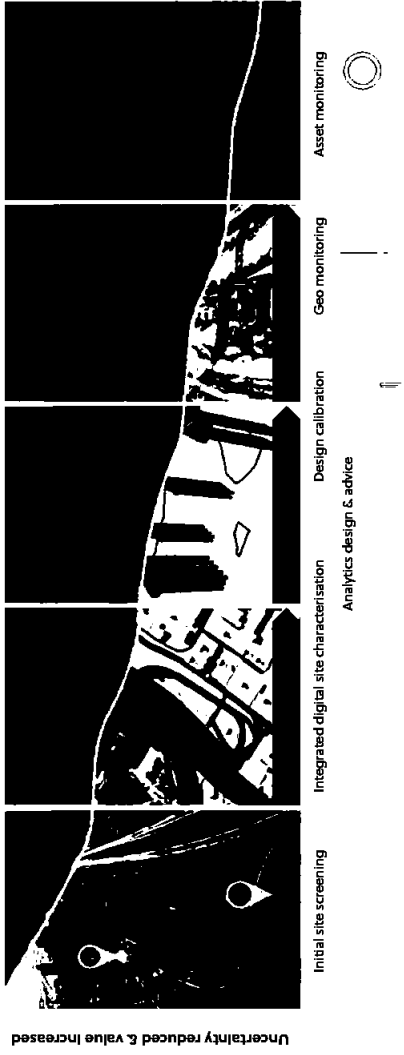 Uncertainty reduced & value increased
Initial site screening
Integrated digital site characterisation
Design calibration
Geo monitoring
Asset monitoring
Analytics design & advice